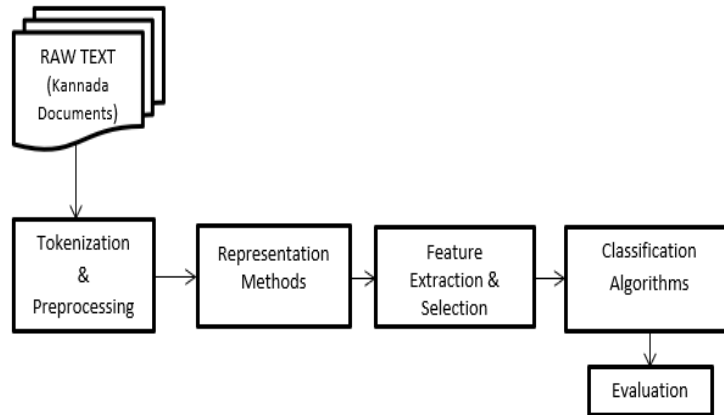 RAW TEXT
(Kannada
Documents)
Tokenization
&
Preprocessing
Representation
Methods
Feature
Extraction &
Selection
Classification
Algorithms
Evaluation